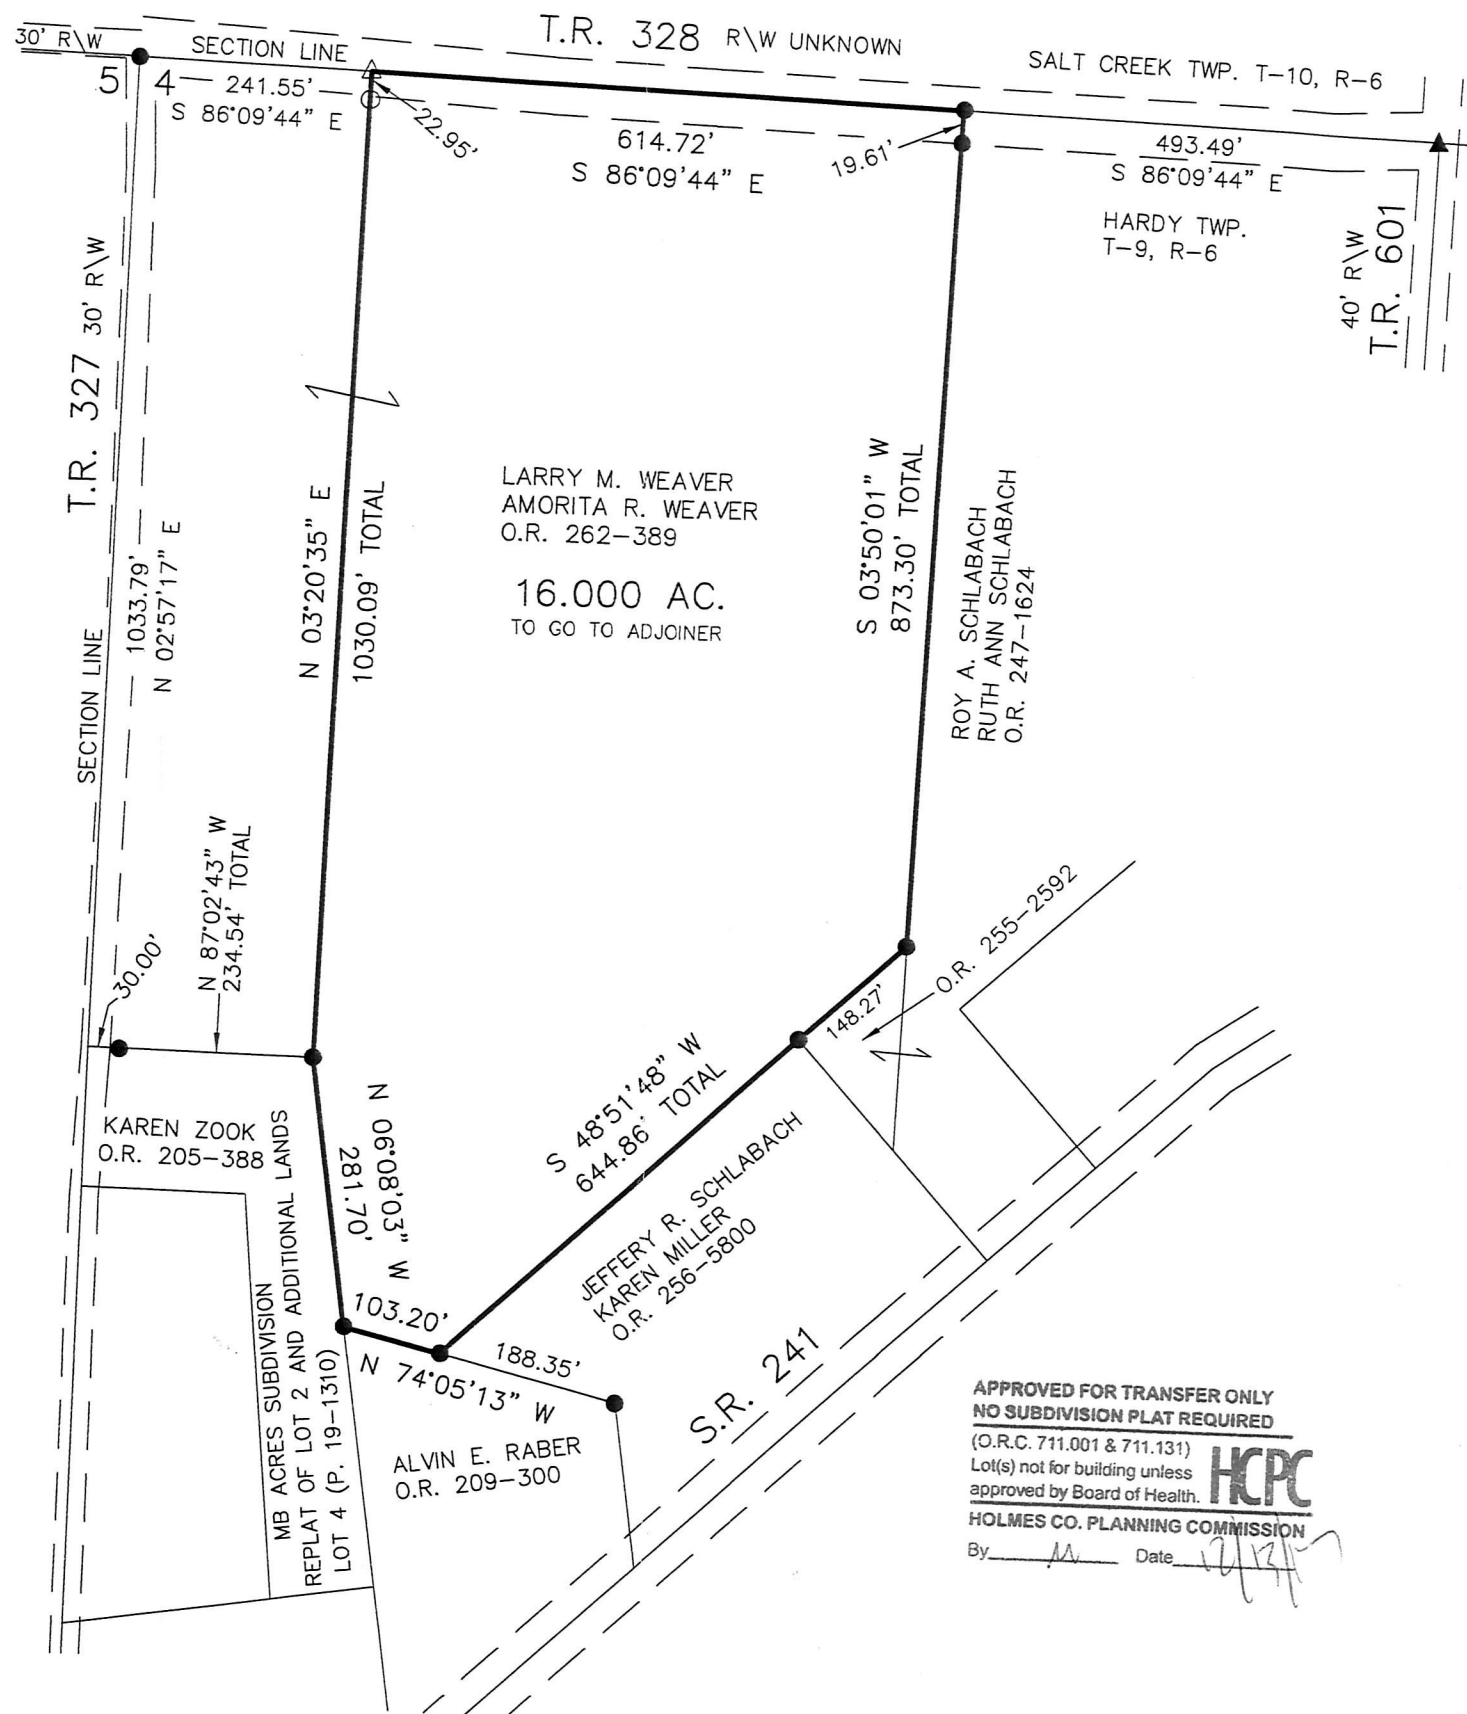 T.R. 328 R\W UNKNOWN
30' R\W
SECTION LINE
SALT CREEK TWP. T-10, R-6
5 4
241.55'
S 86°09'44" E
22.95'
614.72'
S 86°09'44" E
19.61'
493.49'
S 86°09'44" E
HARDY TWP.
T-9, R-6
40' R\W
T.R. 601
T.R. 327 30' R\W
SECTION LINE
1033.79'
N 02°57'17" E
N 03°20'35" E
1030.09' TOTAL
LARRY M. WEAVER
AMORITA R. WEAVER
O.R. 262-389
16.000 AC.
TO GO TO ADJOINER
S 03°50'01" W
873.30' TOTAL
ROY A. SCHLABACH
RUTH ANN SCHLABACH
O.R. 247-1624
N 87°02'43" W
234.54' TOTAL
30.00'
O.R. 255-2592
148.27'
S 48°51'48" W
644.86' TOTAL
KAREN ZOOK
O.R. 205-388
N 06°08'03" W
281.70'
JEFFERY R. SCHLABACH
KAREN MILLER
O.R. 256-5800
103.20'
188.35'
N 74°05'13" W
MB ACRES SUBDIVISION
REPLAT OF LOT 2 AND ADDITIONAL LANDS
LOT 4 (P. 19-1310)
ALVIN E. RABER
O.R. 209-300
S.R. 241
APPROVED FOR TRANSFER ONLY
NO SUBDIVISION PLAT REQUIRED
(O.R.C. 711.001 & 711.131)
Lot(s) not for building unless
approved by Board of Health.
HCPC
HOLMES CO. PLANNING COMMISSION
By Date